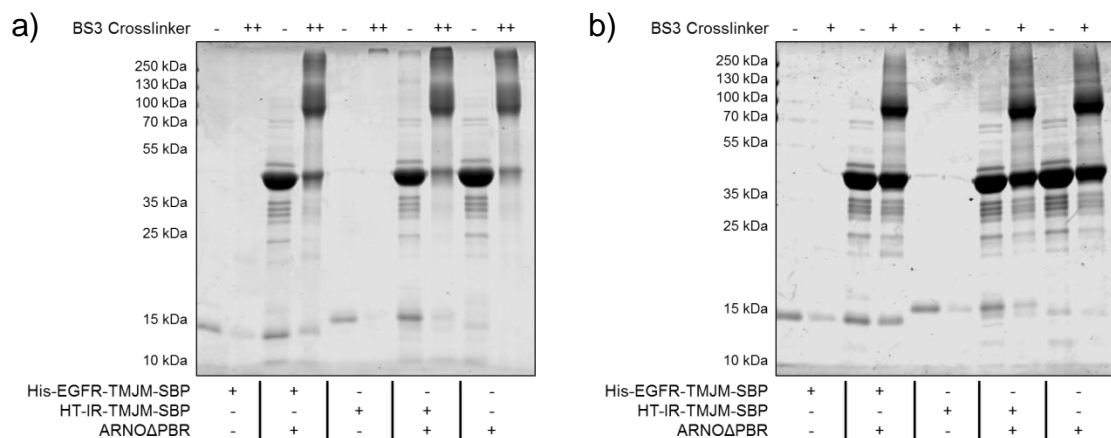 a)
BS3 Crosslinker - ++ - ++ - ++ - ++ - ++
250 kDa
130 kDa
100 kDa
70 kDa
55 kDa
35 kDa
25 kDa
15 kDa
10 kDa
His-EGFR-TMJM-SBP + + - - -
HT-IR-TMJM-SBP - - + + -
ARNOΔPBR - + - + +
b)
BS3 Crosslinker - + - + - + - + - +
250 kDa
130 kDa
100 kDa
70 kDa
55 kDa
35 kDa
25 kDa
15 kDa
10 kDa
His-EGFR-TMJM-SBP + + - - -
HT-IR-TMJM-SBP - - + + -
ARNOΔPBR - + - + +